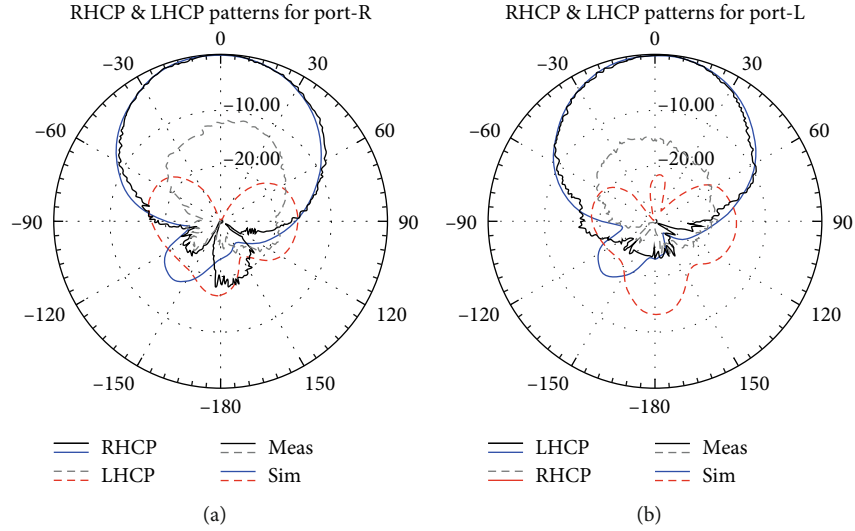 RHCP & LHCP patterns for port-R
0
–30
30
–10.00
–60
60
–20.00
–90
90
–120
120
–150
150
–180
RHCP
Meas
LHCP
Sim
(a)
RHCP & LHCP patterns for port-L
0
–30
30
–10.00
–60
60
–20.00
–90
90
–120
120
–150
150
–180
LHCP
Meas
RHCP
Sim
(b)